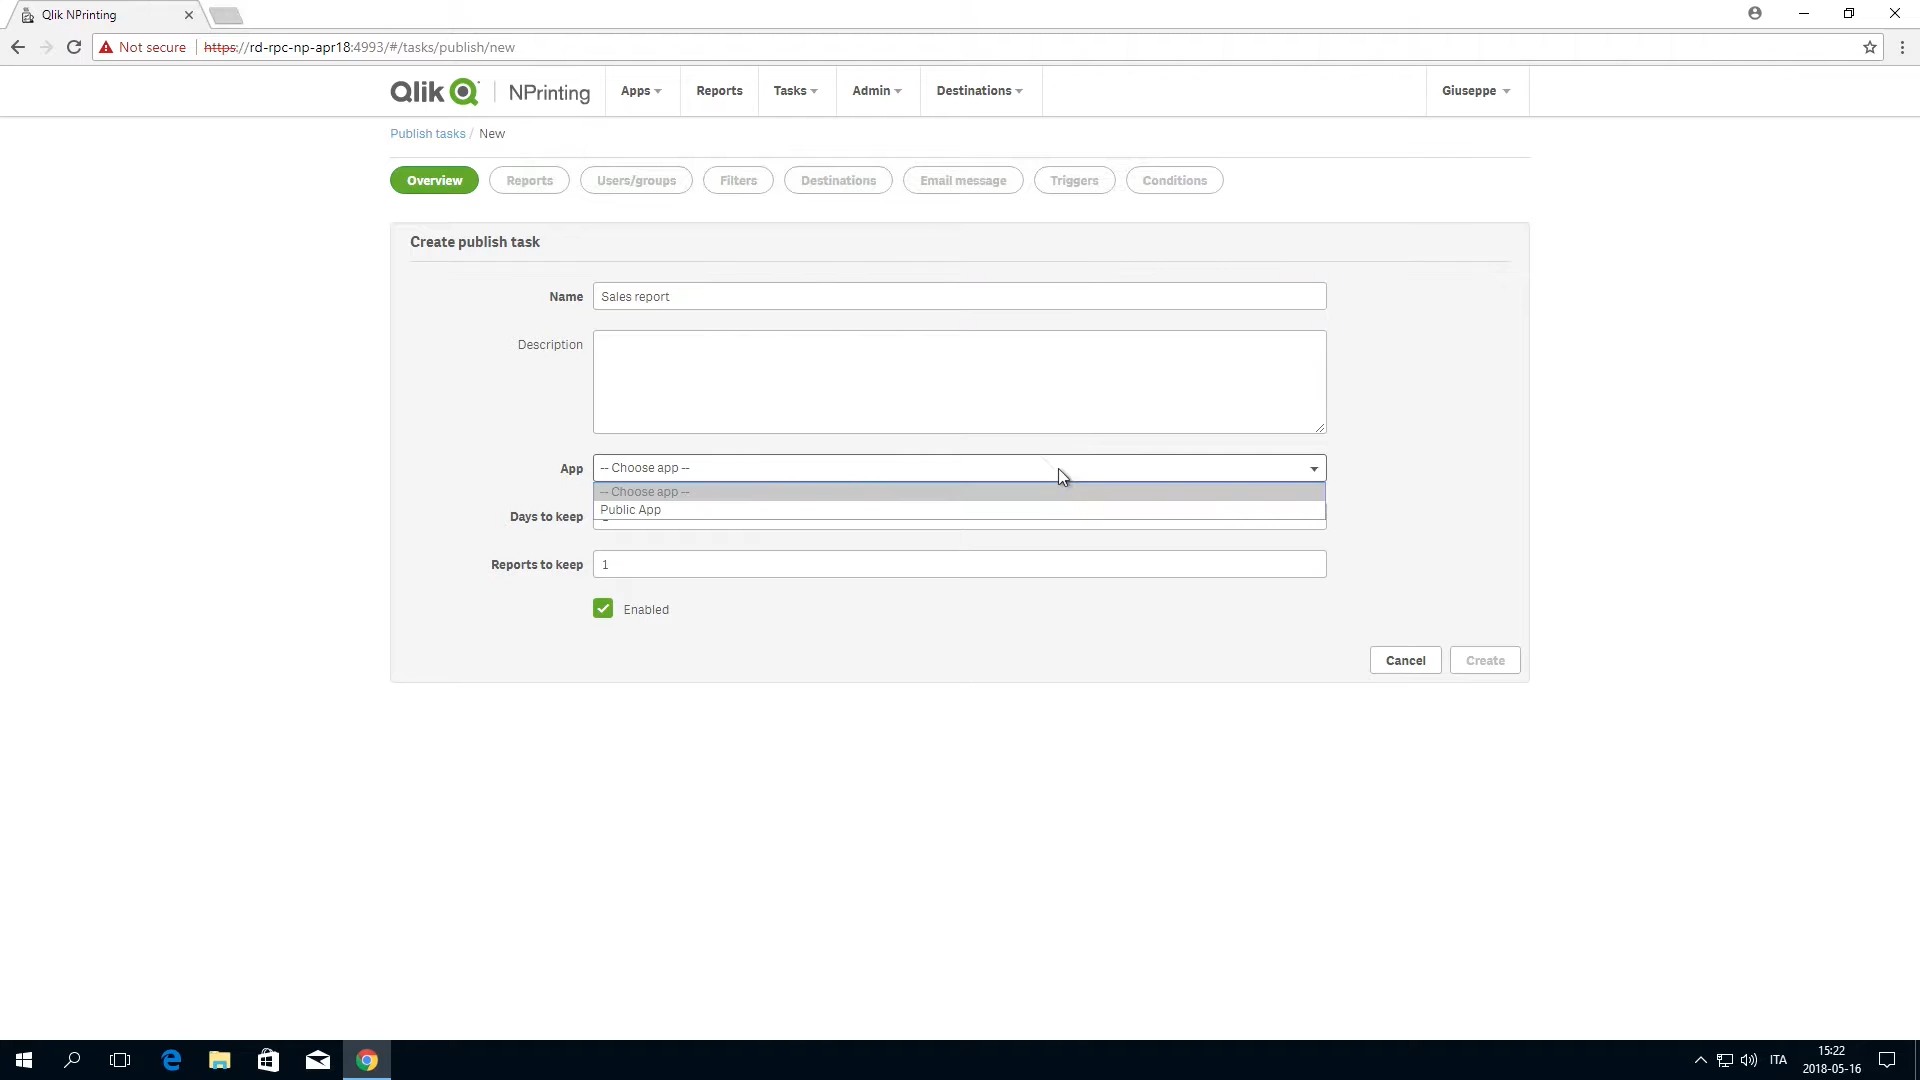 Qlik NPrinting
Not secure https://rd-rpc-np-apr18:4993/#/tasks/publish/new
Qlik NPrinting Apps Reports Tasks Admin Destinations Giuseppe
Publish tasks / New
Overview Reports Users/groups Filters Destinations Email message Triggers Conditions
Create publish task
Name Sales report
Description
App -- Choose app --
-- Choose app --
Public App
Days to keep
Reports to keep 1
Enabled
Cancel Create
ITA 15:22
2018-05-16